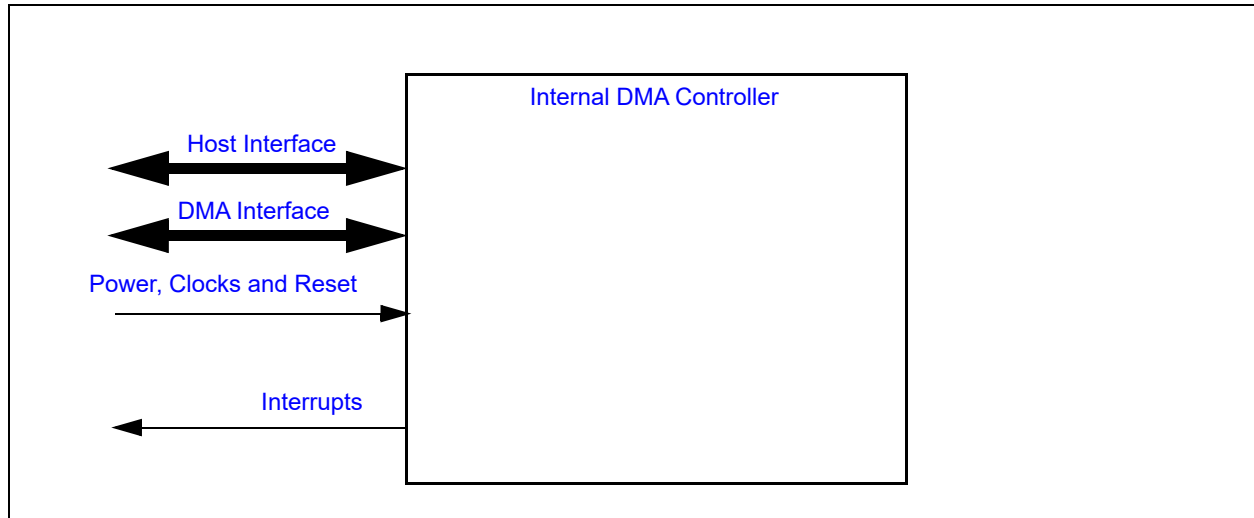 Internal DMA Controller
Host Interface
DMA Interface
Power, Clocks and Reset
Interrupts